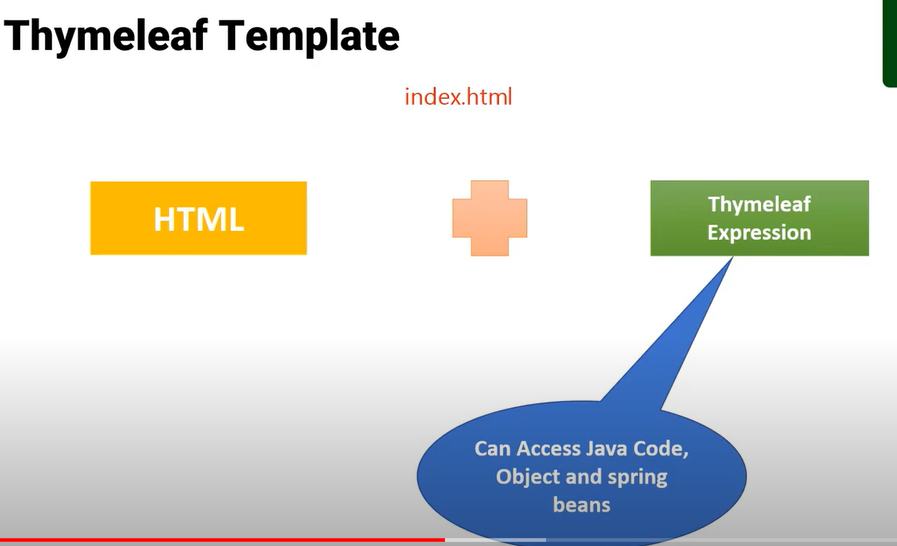 Thymeleaf Template
index.html
HTML
Thymeleaf
Expression
Can Access Java Code,
Object and spring
beans